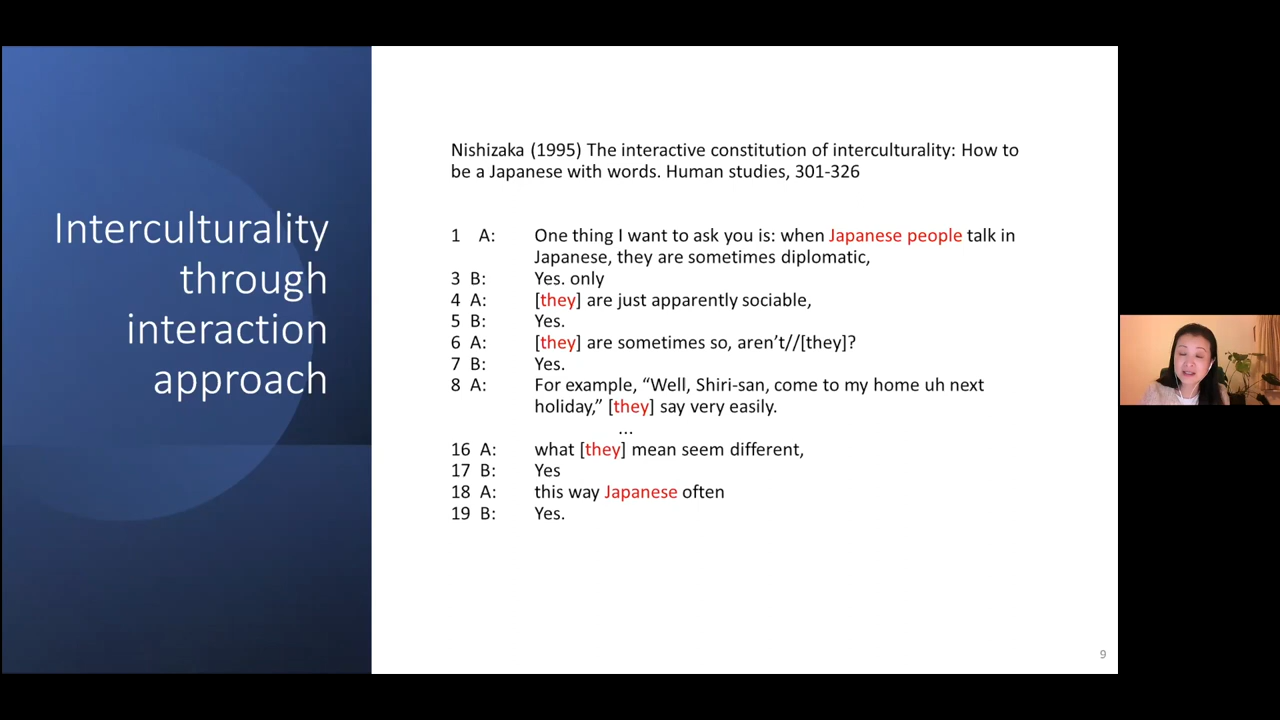 Interculturality
through
interaction
approach
Nishizaka (1995) The interactive constitution of interculturality: How to
be a Japanese with words. Human studies, 301-326
1 A: One thing I want to ask you is: when Japanese people talk in
Japanese, they are sometimes diplomatic,
3 B: Yes. only
4 A: [they] are just apparently sociable,
5 B: Yes.
6 A: [they] are sometimes so, aren’t//[they]?
7 B: Yes.
8 A: For example, “Well, Shiri-san, come to my home uh next
holiday,” [they] say very easily.
...
16 A: what [they] mean seem different,
17 B: Yes
18 A: this way Japanese often
19 B: Yes.
9